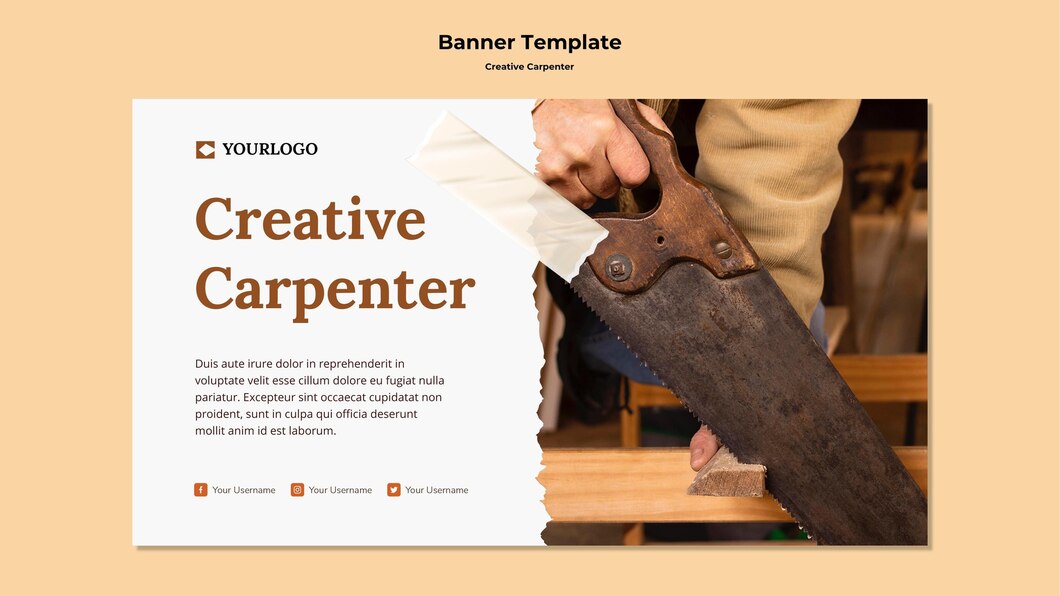 Banner Template
Creative Carpenter
YOURLOGO
Creative
Carpenter
Duis aute irure dolor in reprehenderit in
voluptate velit esse cillum dolore eu fugiat nulla
pariatur. Excepteur sint occaecat cupidatat non
proident, sunt in culpa qui officia deserunt
mollit anim id est laborum.
Your Username Your Username Your Username